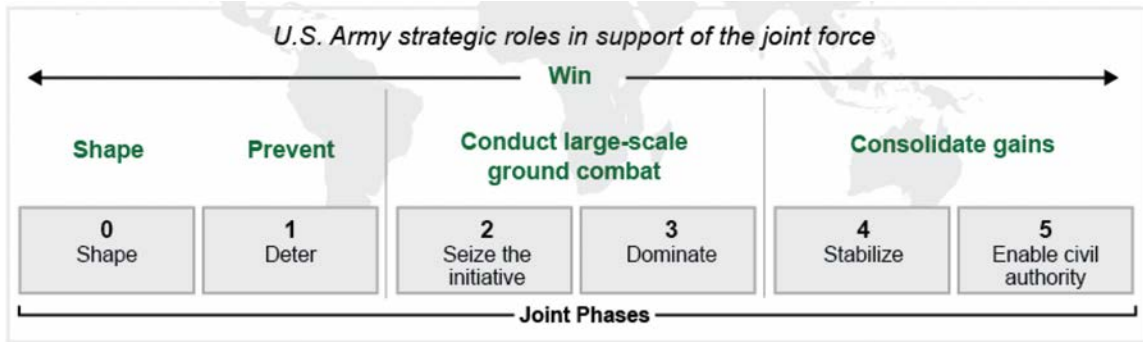 U.S. Army strategic roles in support of the joint force
Win
Shape
Prevent
Conduct large-scale
ground combat
Consolidate gains
0
Shape
1
Deter
2
Seize the
initiative
3
Dominate
4
Stabilize
5
Enable civil
authority
Joint Phases